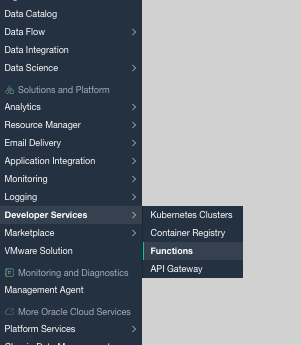 Data Catalog
Data Flow
Data Integration
Data Science
Solutions and Platform
Analytics
Resource Manager
Email Delivery
Application Integration
Monitoring
Logging
Developer Services
Marketplace
VMware Solution
Monitoring and Diagnostics
Management Agent
More Oracle Cloud Services
Platform Services
Kubernetes Clusters
Container Registry
Functions
API Gateway